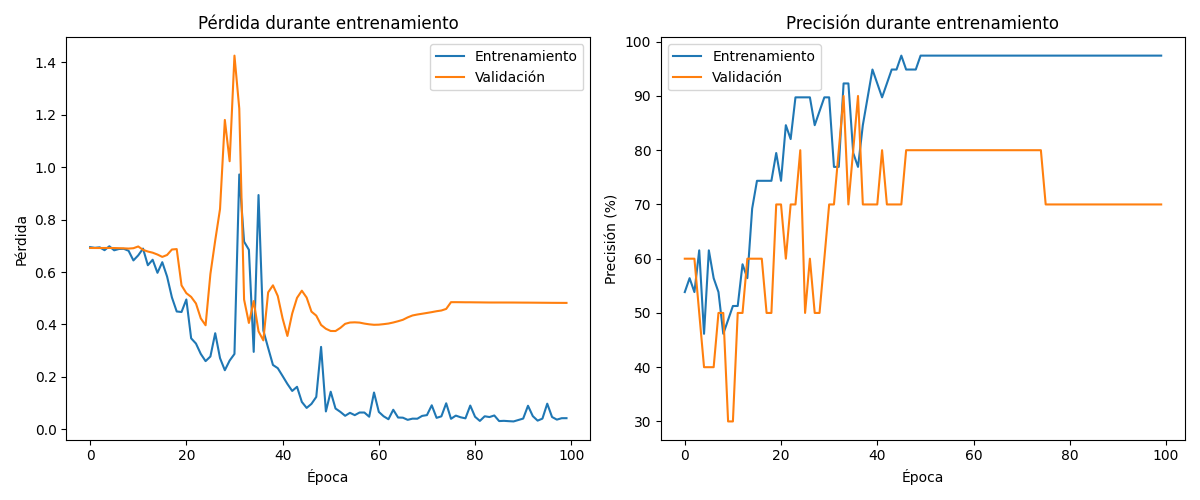 Pérdida durante entrenamiento
Pérdida
1.4
1.2
1.0
0.8
0.6
0.4
0.2
0.0
Entrenamiento
Validación
0 20 40 60 80 100
Época
Precisión durante entrenamiento
Precisión (%)
100
90
80
70
60
50
40
30
Entrenamiento
Validación
0 20 40 60 80 100
Época